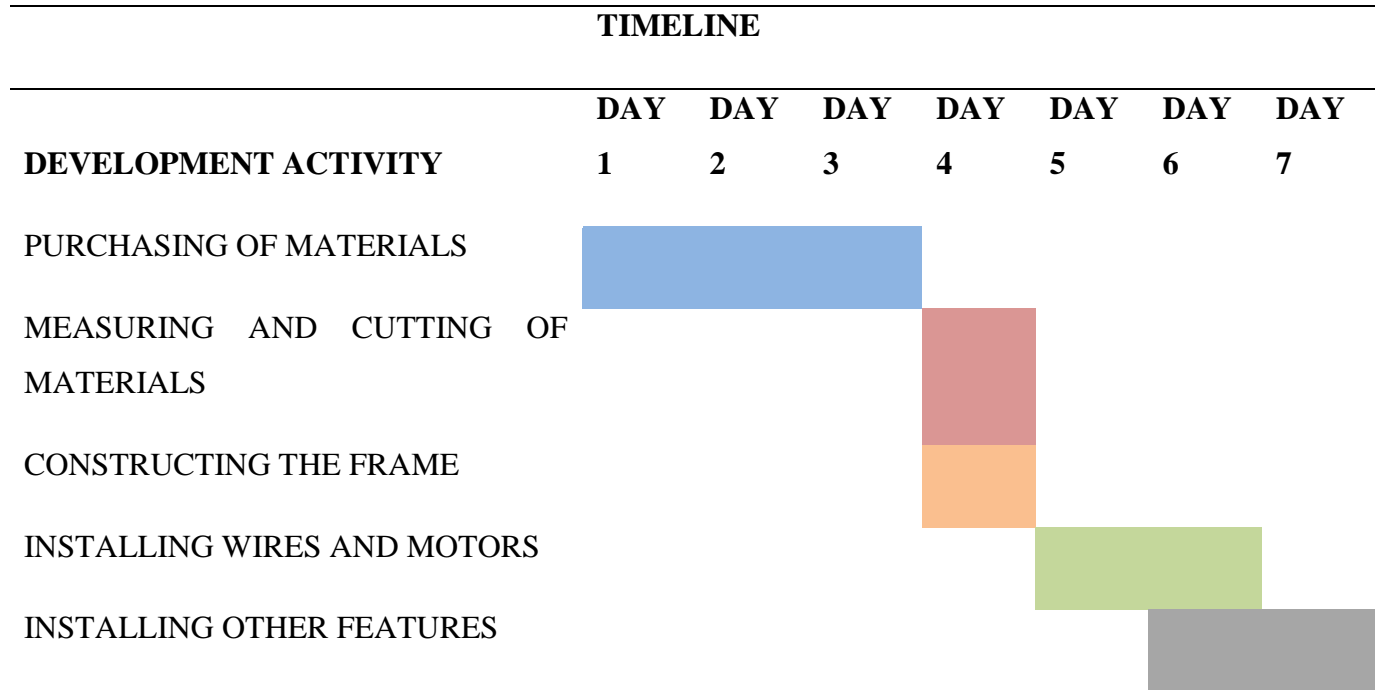 TIMELINE
DAY DAY DAY DAY DAY DAY DAY
DEVELOPMENT ACTIVITY 1 2 3 4 5 6 7
PURCHASING OF MATERIALS
MEASURING AND CUTTING OF
MATERIALS
CONSTRUCTING THE FRAME
INSTALLING WIRES AND MOTORS
INSTALLING OTHER FEATURES